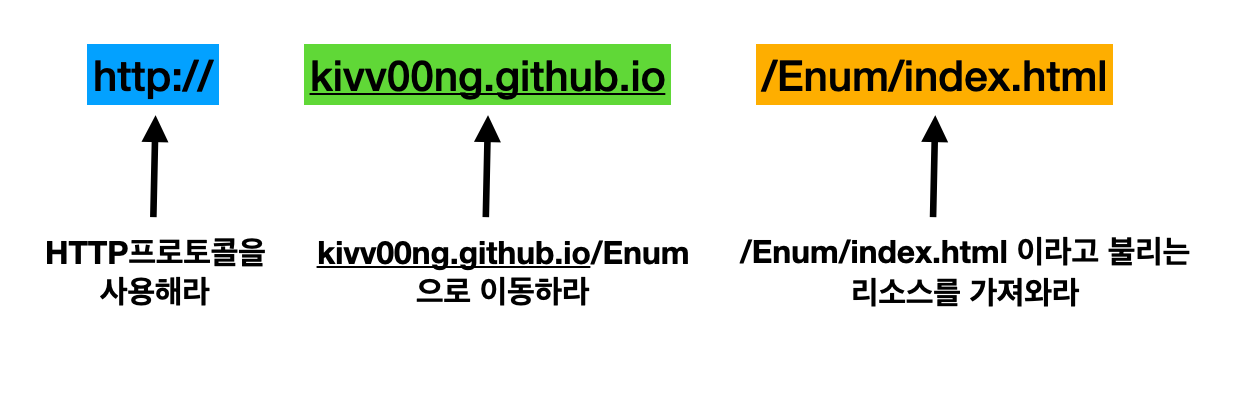 http://
kivv00ng.github.io
/Enum/index.html
HTTP프로토콜을
사용해라
kivv00ng.github.io/Enum
으로 이동하라
/Enum/index.html 이라고 불리는
리소스를 가져와라